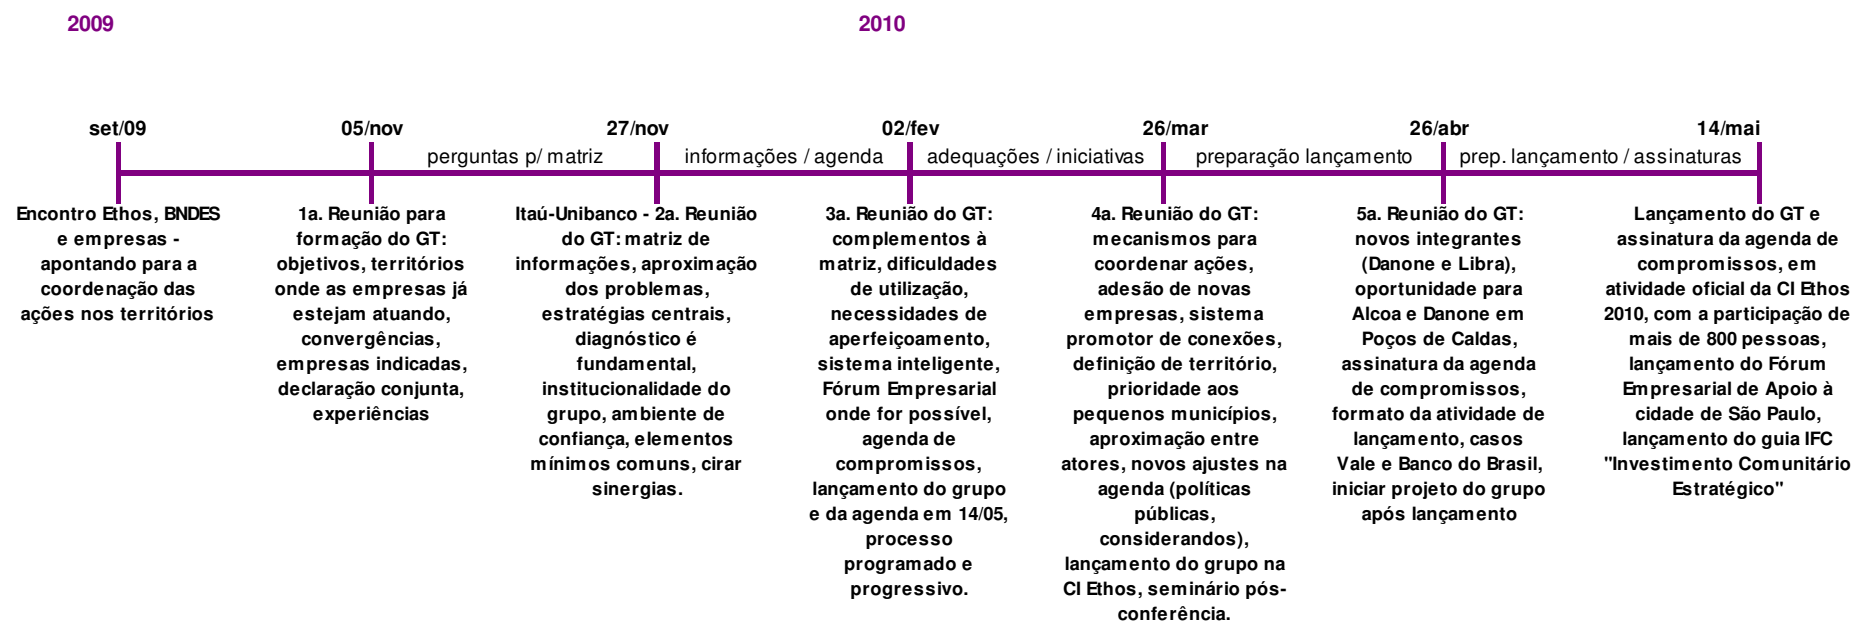 2009
2010
set/09
05/nov
27/nov
02/fev
26/mar
26/abr
14/mai
perguntas p/ matriz
informações / agenda
adequações / iniciativas
preparação lançamento
prep. lançamento / assinaturas
Encontro Ethos, BNDES
e empresas -
apontando para a
coordenação das
ações nos territórios
1a. Reunião para
formação do GT:
objetivos, territórios
onde as empresas já
estejam atuando,
convergências,
empresas indicadas,
declaração conjunta,
experiências
Itaú-Unibanco - 2a. Reunião
do GT: matriz de
informações, aproximação
dos problemas,
estratégias centrais,
diagnóstico é
fundamental,
institucionalidade do
grupo, ambiente de
confiança, elementos
mínimos comuns, cirar
sinergias.
3a. Reunião do GT:
complementos à
matriz, dificuldades
de utilização,
necessidades de
aperfeiçoamento,
sistema inteligente,
Fórum Empresarial
onde for possível,
agenda de
compromissos,
lançamento do grupo
e da agenda em 14/05,
processo
programado e
progressivo.
4a. Reunião do GT:
mecanismos para
coordenar ações,
adesão de novas
empresas, sistema
promotor de conexões,
definição de território,
prioridade aos
pequenos municípios,
aproximação entre
atores, novos ajustes na
agenda (políticas
públicas,
considerandos),
lançamento do grupo na
CI Ethos, seminário pós-
conferência.
5a. Reunião do GT:
novos integrantes
(Danone e Libra),
oportunidade para
Alcoa e Danone em
Poços de Caldas,
assinatura da agenda
de compromissos,
formato da atividade de
lançamento, casos
Vale e Banco do Brasil,
iniciar projeto do grupo
após lançamento
Lançamento do GT e
assinatura da agenda de
compromissos, em
atividade oficial da CI Ethos
2010, com a participação de
mais de 800 pessoas,
lançamento do Fórum
Empresarial de Apoio à
cidade de São Paulo,
lançamento do guia IFC
"Investimento Comunitário
Estratégico"